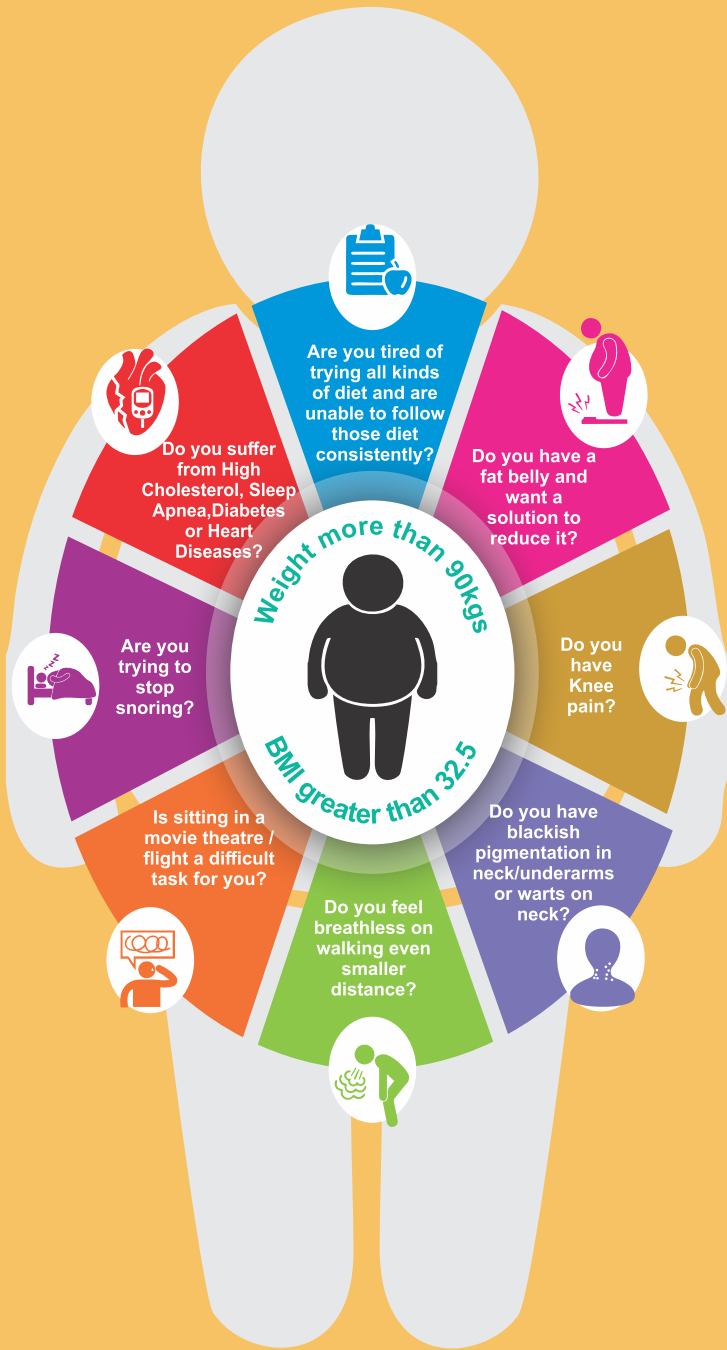 Are you tired of
trying all kinds
of diet and are
unable to follow
those diet
consistently?
Do you have a
fat belly and
want a
solution to
reduce it?
Do you
have
Knee
pain?
Do you have
blackish
pigmentation in
neck/underarms
or warts on
neck?
Do you feel
breathless on
walking even
smaller
distance?
Is sitting in a
movie theatre /
flight a difficult
task for you?
Are you
trying to
stop
snoring?
Do you suffer
from High
Cholesterol, Sleep
Apnea,Diabetes
or Heart
Diseases?
Weight more than 90kgs
BMI greater than 32.5